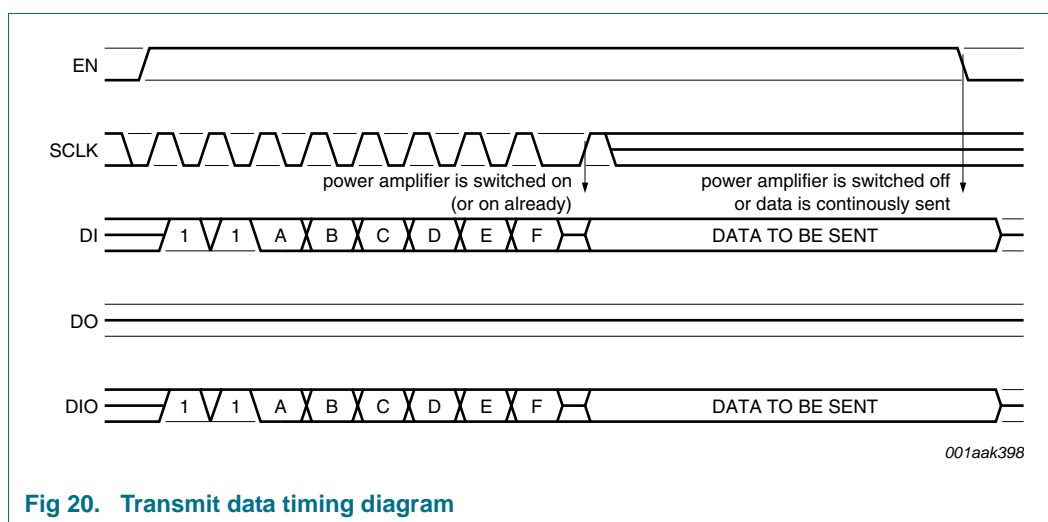 EN
SCLK
power amplifier is switched on
(or on already)
power amplifier is switched off
or data is continously sent
DI 1 1 A B C D E F DATA TO BE SENT
DO
DIO 1 1 A B C D E F DATA TO BE SENT
001aak398
Fig 20. Transmit data timing diagram